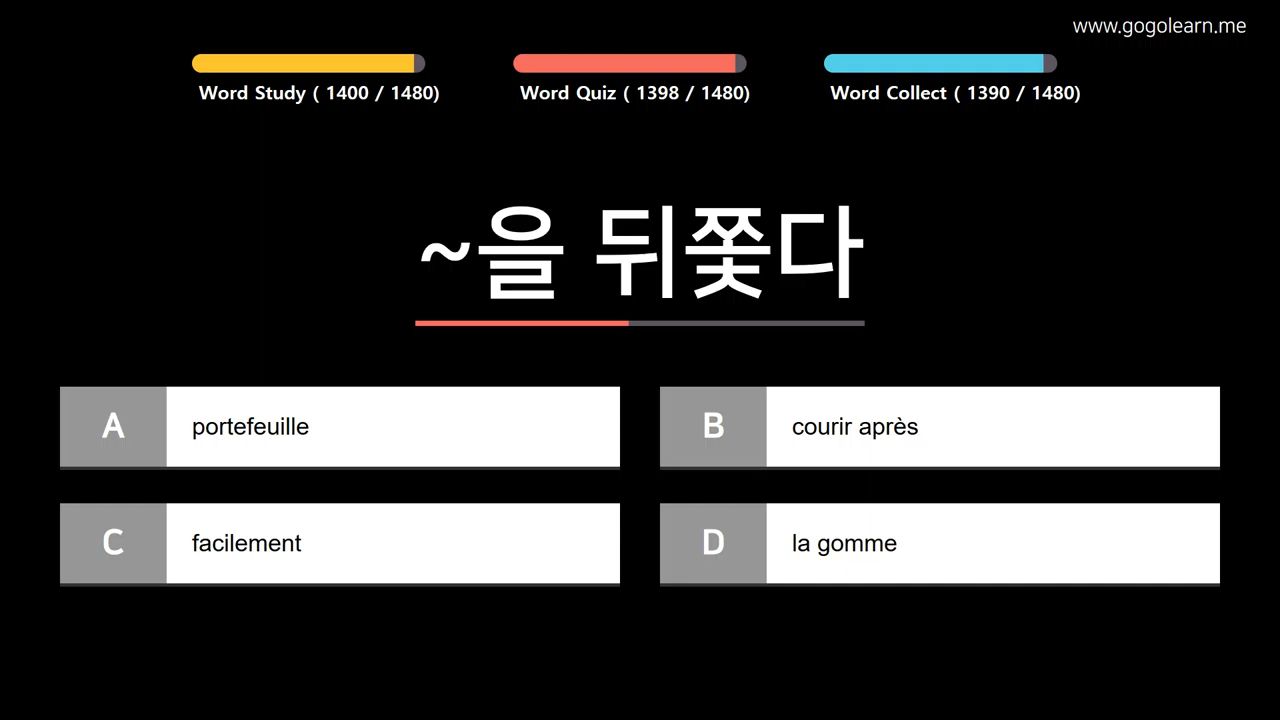 www.gogolearn.me
Word Study ( 1400 / 1480)
Word Quiz ( 1398 / 1480)
Word Collect ( 1390 / 1480)
~을 뒤쫓다
A portefeuille
B courir après
C facilement
D la gomme